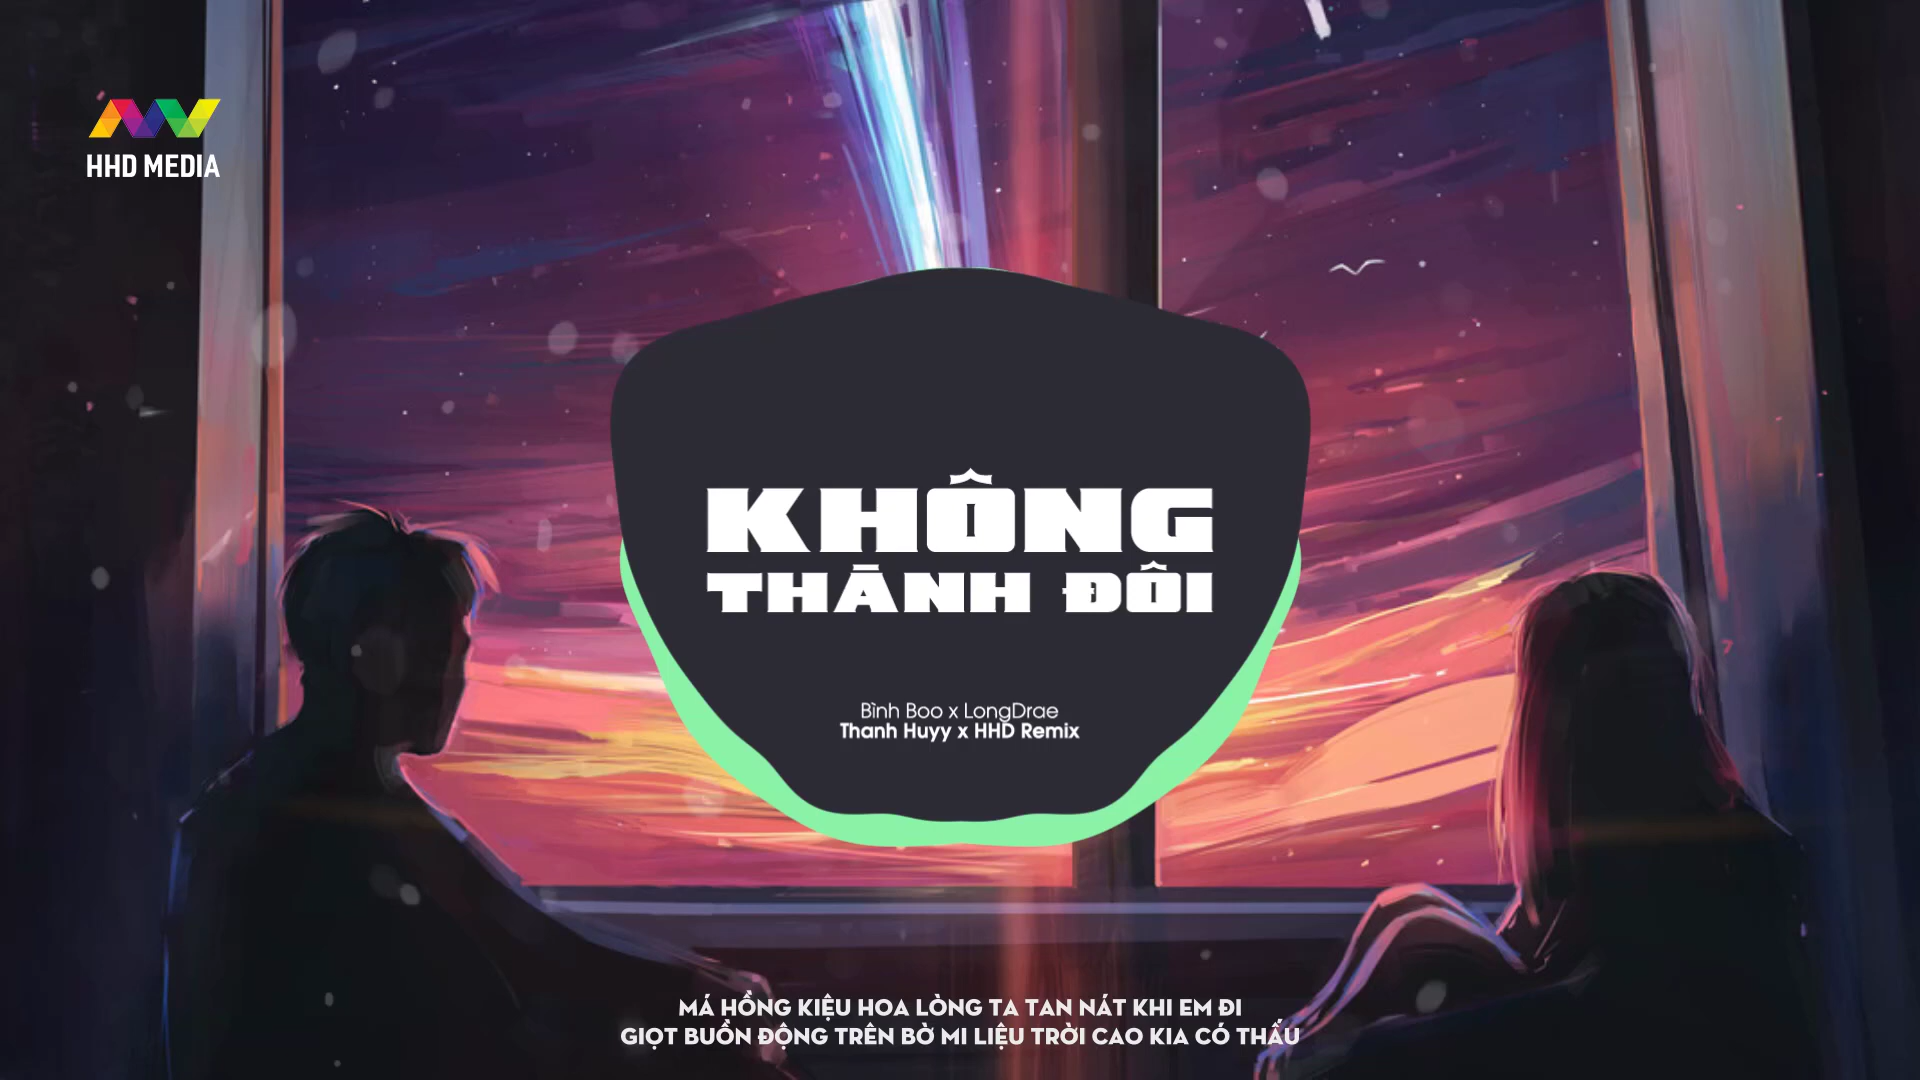 HHD MEDIA
KHÔNG
THÀNH ĐÔI
Bình Boo x LongDrae
Thanh Huyy x HHD Remix
MÁ HỒNG KIỆU HOA LÒNG TA TAN NÁT KHI EM ĐI
GIỌT BUỒN ĐỘNG TRÊN BỜ MI LIỆU TRỜI CAO KIA CÓ THẤU